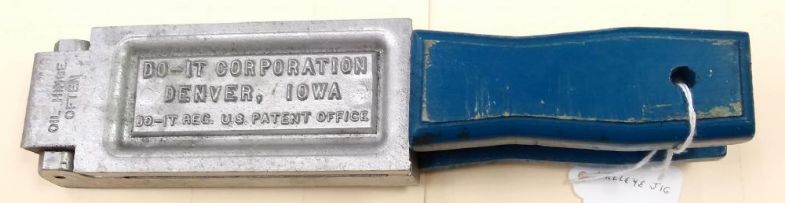 OIL HINGE
OFTEN
DO-IT CORPORATION
DENVER, IOWA
DO-IT REG. U.S. PATENT OFFICE
JIG